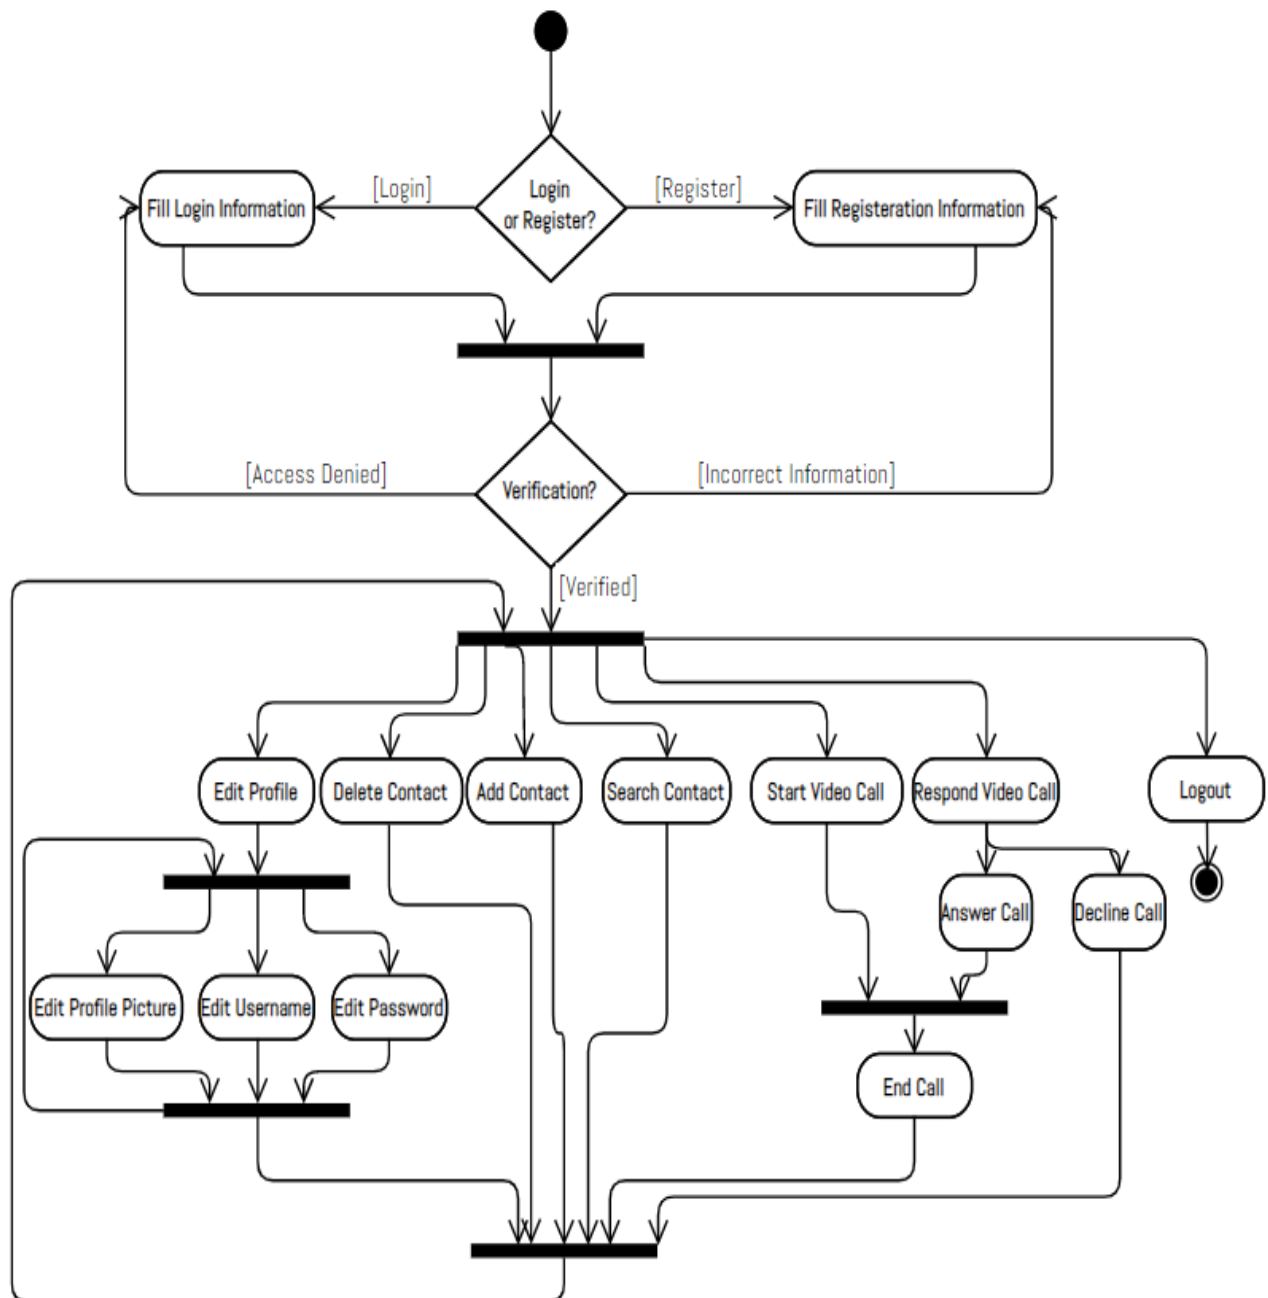 [Login]
Login
or Register?
[Register]
Fill Login Information
Fill Registeration Information
[Access Denied]
Verification?
[Incorrect Information]
[Verified]
Edit Profile
Delete Contact
Add Contact
Search Contact
Start Video Call
Respond Video Call
Logout
Answer Call
Decline Call
Edit Profile Picture
Edit Username
Edit Password
End Call